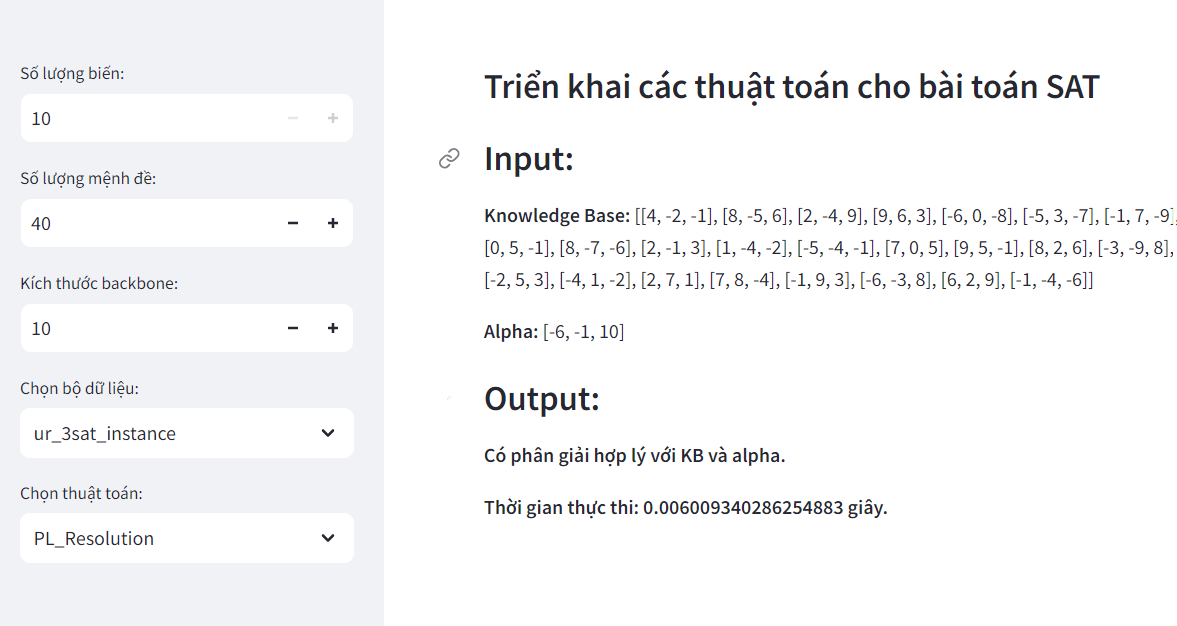 Số lượng biến:
10
Số lượng mệnh đề:
40
Kích thước backbone:
10
Chọn bộ dữ liệu:
ur_3sat_instance
Chọn thuật toán:
PL_Resolution
Triển khai các thuật toán cho bài toán SAT
Input:
Knowledge Base: [[4, -2, -1], [8, -5, 6], [2, -4, 9], [9, 6, 3], [-6, 0, -8], [-5, 3, -7], [-1, 7, -9],
[0, 5, -1], [8, -7, -6], [2, -1, 3], [1, -4, -2], [-5, -4, -1], [7, 0, 5], [9, 5, -1], [8, 2, 6], [-3, -9, 8],
[-2, 5, 3], [-4, 1, -2], [2, 7, 1], [7, 8, -4], [-1, 9, 3], [-6, -3, 8], [6, 2, 9], [-1, -4, -6]]
Alpha: [-6, -1, 10]
Output:
Có phân giải hợp lý với KB và alpha.
Thời gian thực thi: 0.006009340286254883 giây.